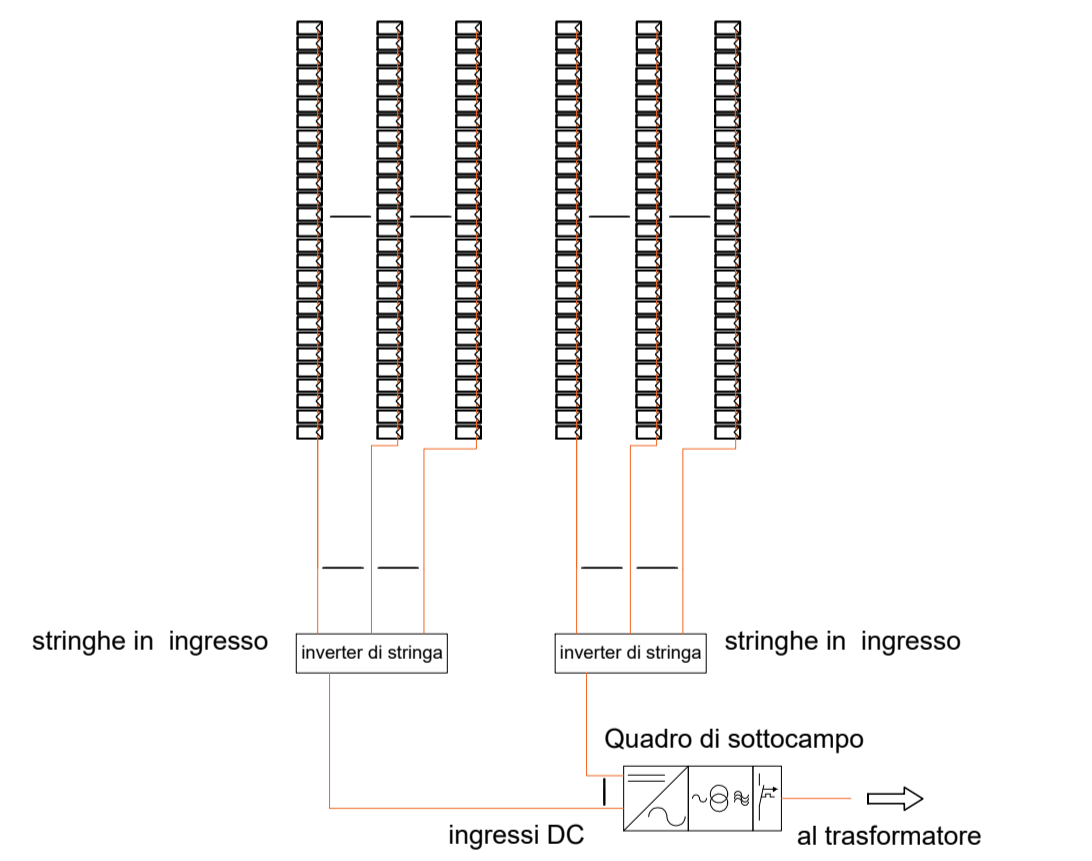 stringhe in  ingresso
inverter di stringa
inverter di stringa
stringhe in  ingresso
Quadro di sottocampo
ingressi DC
al trasformatore